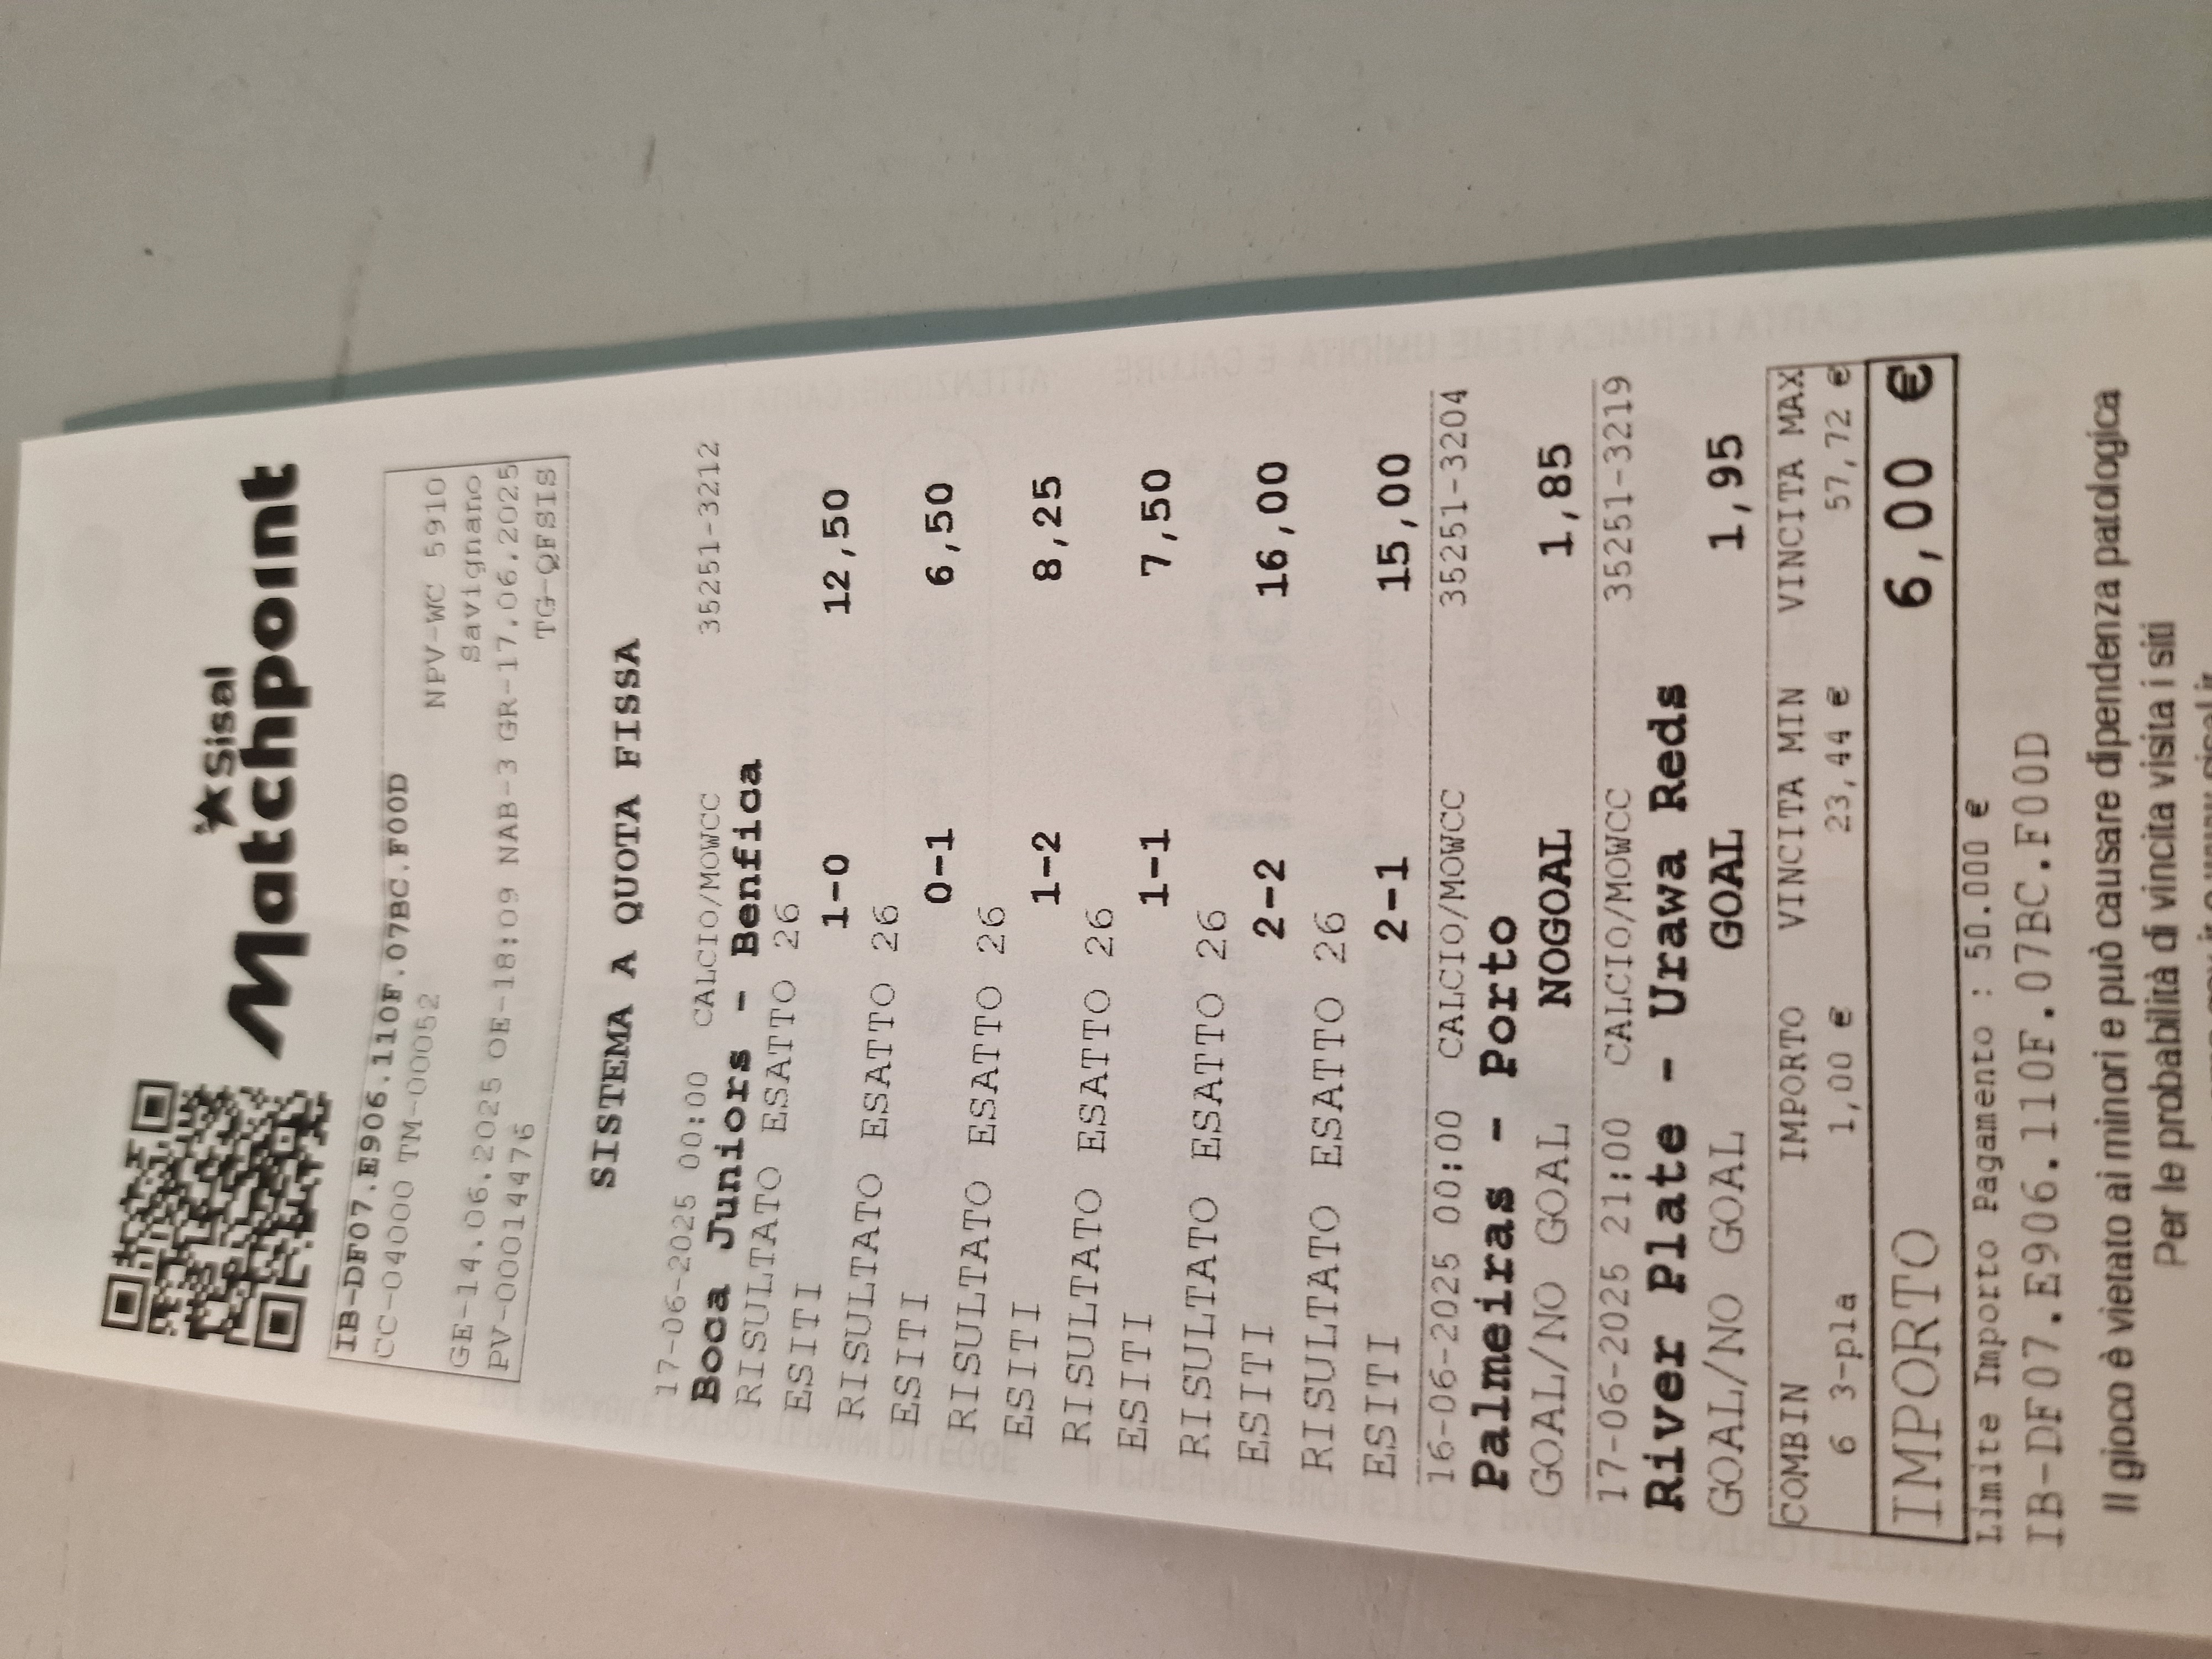 Sisal
Matchpoint
IB-DF07.E906.110F.07BC.F00D
CC-04000 TM-000052 NPV-WC 5910
Savignano
GE-14.06.2025 OE-18:09 NAB-3 GR-17.06.2025
PV-00014476 TG-QFSIS
SISTEMA A QUOTA FISSA
17-06-2025 00:00 CALCIO/MOWCC 35251-3212
Boca Juniors - Benfica
RISULTATO ESATTO 26
ESITI 1-0 12,50
RISULTATO ESATTO 26
ESITI 0-1 6,50
RISULTATO ESATTO 26
ESITI 1-2 8,25
RISULTATO ESATTO 26
ESITI 1-1 7,50
RISULTATO ESATTO 26
ESITI 2-2 16,00
RISULTATO ESATTO 26
ESITI 2-1 15,00
16-06-2025 00:00 CALCIO/MOWCC 35251-3204
Palmeiras - Porto
GOAL/NO GOAL NOGOAL 1,85
17-06-2025 21:00 CALCIO/MOWCC 35251-3219
River Plate - Urawa Reds
GOAL/NO GOAL GOAL 1,95
COMBIN IMPORTO VINCITA MIN VINCITA MAX
6 3-pla 1,00 € 23,44 € 57,72 €
IMPORTO 6,00 €
Limite Importo Pagamento : 50.000 €
IB-DF07.E906.110F.07BC.F00D
Il gioco è vietato ai minori e può causare dipendenza patologica
Per le probabilità di vincita visita i siti